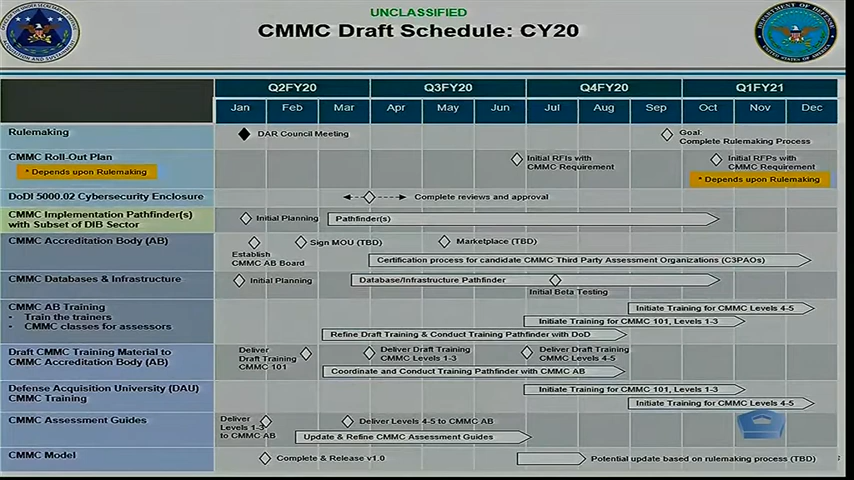 UNCLASSIFIED
CMMC Draft Schedule: CY20
DEPARTMENT OF DEFENSE
UNITED STATES OF AMERICA
Q2FY20 Q3FY20 Q4FY20 Q1FY21
Jan Feb Mar Apr May Jun Jul Aug Sep Oct Nov Dec
Rulemaking
DAR Council Meeting
Goal:
Complete Rulemaking Process
CMMC Roll-Out Plan
* Depends upon Rulemaking
Initial RFIs with
CMMC Requirement
Initial RFPs with
CMMC Requirement
* Depends upon Rulemaking
DoDI 5000.02 Cybersecurity Enclosure
Complete reviews and approval
CMMC Implementation Pathfinder(s)
with Subset of DIB Sector
Initial Planning
Pathfinder(s)
CMMC Accreditation Body (AB)
Establish
CMMC AB Board
Sign MOU (TBD)
Marketplace (TBD)
Certification process for candidate CMMC Third Party Assessment Organizations (C3PAOs)
CMMC Databases & Infrastructure
Initial Planning
Database/Infrastructure Pathfinder
Initial Beta Testing
CMMC AB Training
- Train the trainers
- CMMC classes for assessors
Initiate Training for CMMC Levels 4-5
Initiate Training for CMMC 101, Levels 1-3
Refine Draft Training & Conduct Training Pathfinder with DoD
Draft CMMC Training Material to
CMMC Accreditation Body (AB)
Deliver
Draft Training
CMMC 101
Deliver Draft Training
CMMC Levels 1-3
Deliver Draft Training
CMMC Levels 4-5
Coordinate and Conduct Training Pathfinder with CMMC AB
Defense Acquisition University (DAU)
CMMC Training
Initiate Training for CMMC 101, Levels 1-3
Initiate Training for CMMC Levels 4-5
CMMC Assessment Guides
Deliver
Levels 1-3
to CMMC AB
Deliver Levels 4-5 to CMMC AB
Update & Refine CMMC Assessment Guides
CMMC Model
Complete & Release v1.0
Potential update based on rulemaking process (TBD)